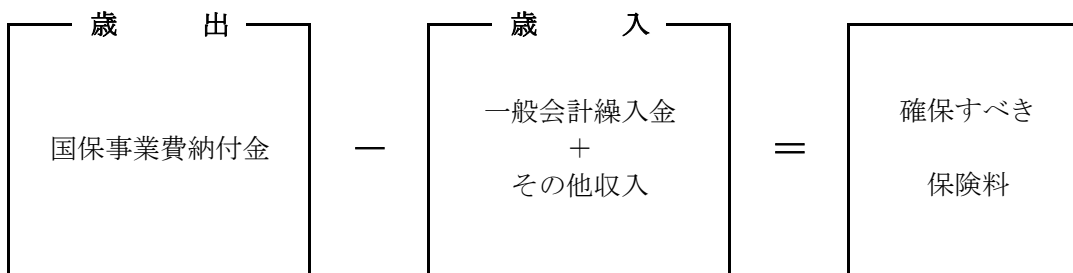 歳　出
国保事業費納付金
－
歳　入
一般会計繰入金
＋
その他収入
＝
確保すべき
保険料